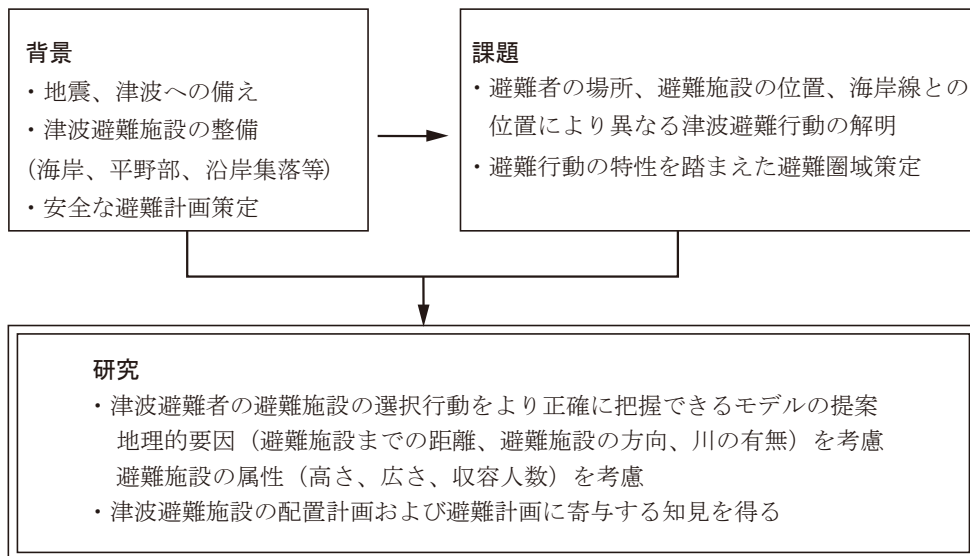 背景
・地震、津波への備え
・津波避難施設の整備
(海岸、平野部、沿岸集落等)
・安全な避難計画策定
課題
・避難者の場所、避難施設の位置、海岸線との
位置により異なる津波避難行動の解明
・避難行動の特性を踏まえた避難圏域策定
研究
・津波避難者の避難施設の選択行動をより正確に把握できるモデルの提案
地理的要因（避難施設までの距離、避難施設の方向、川の有無）を考慮
避難施設の属性（高さ、広さ、収容人数）を考慮
・津波避難施設の配置計画および避難計画に寄与する知見を得る